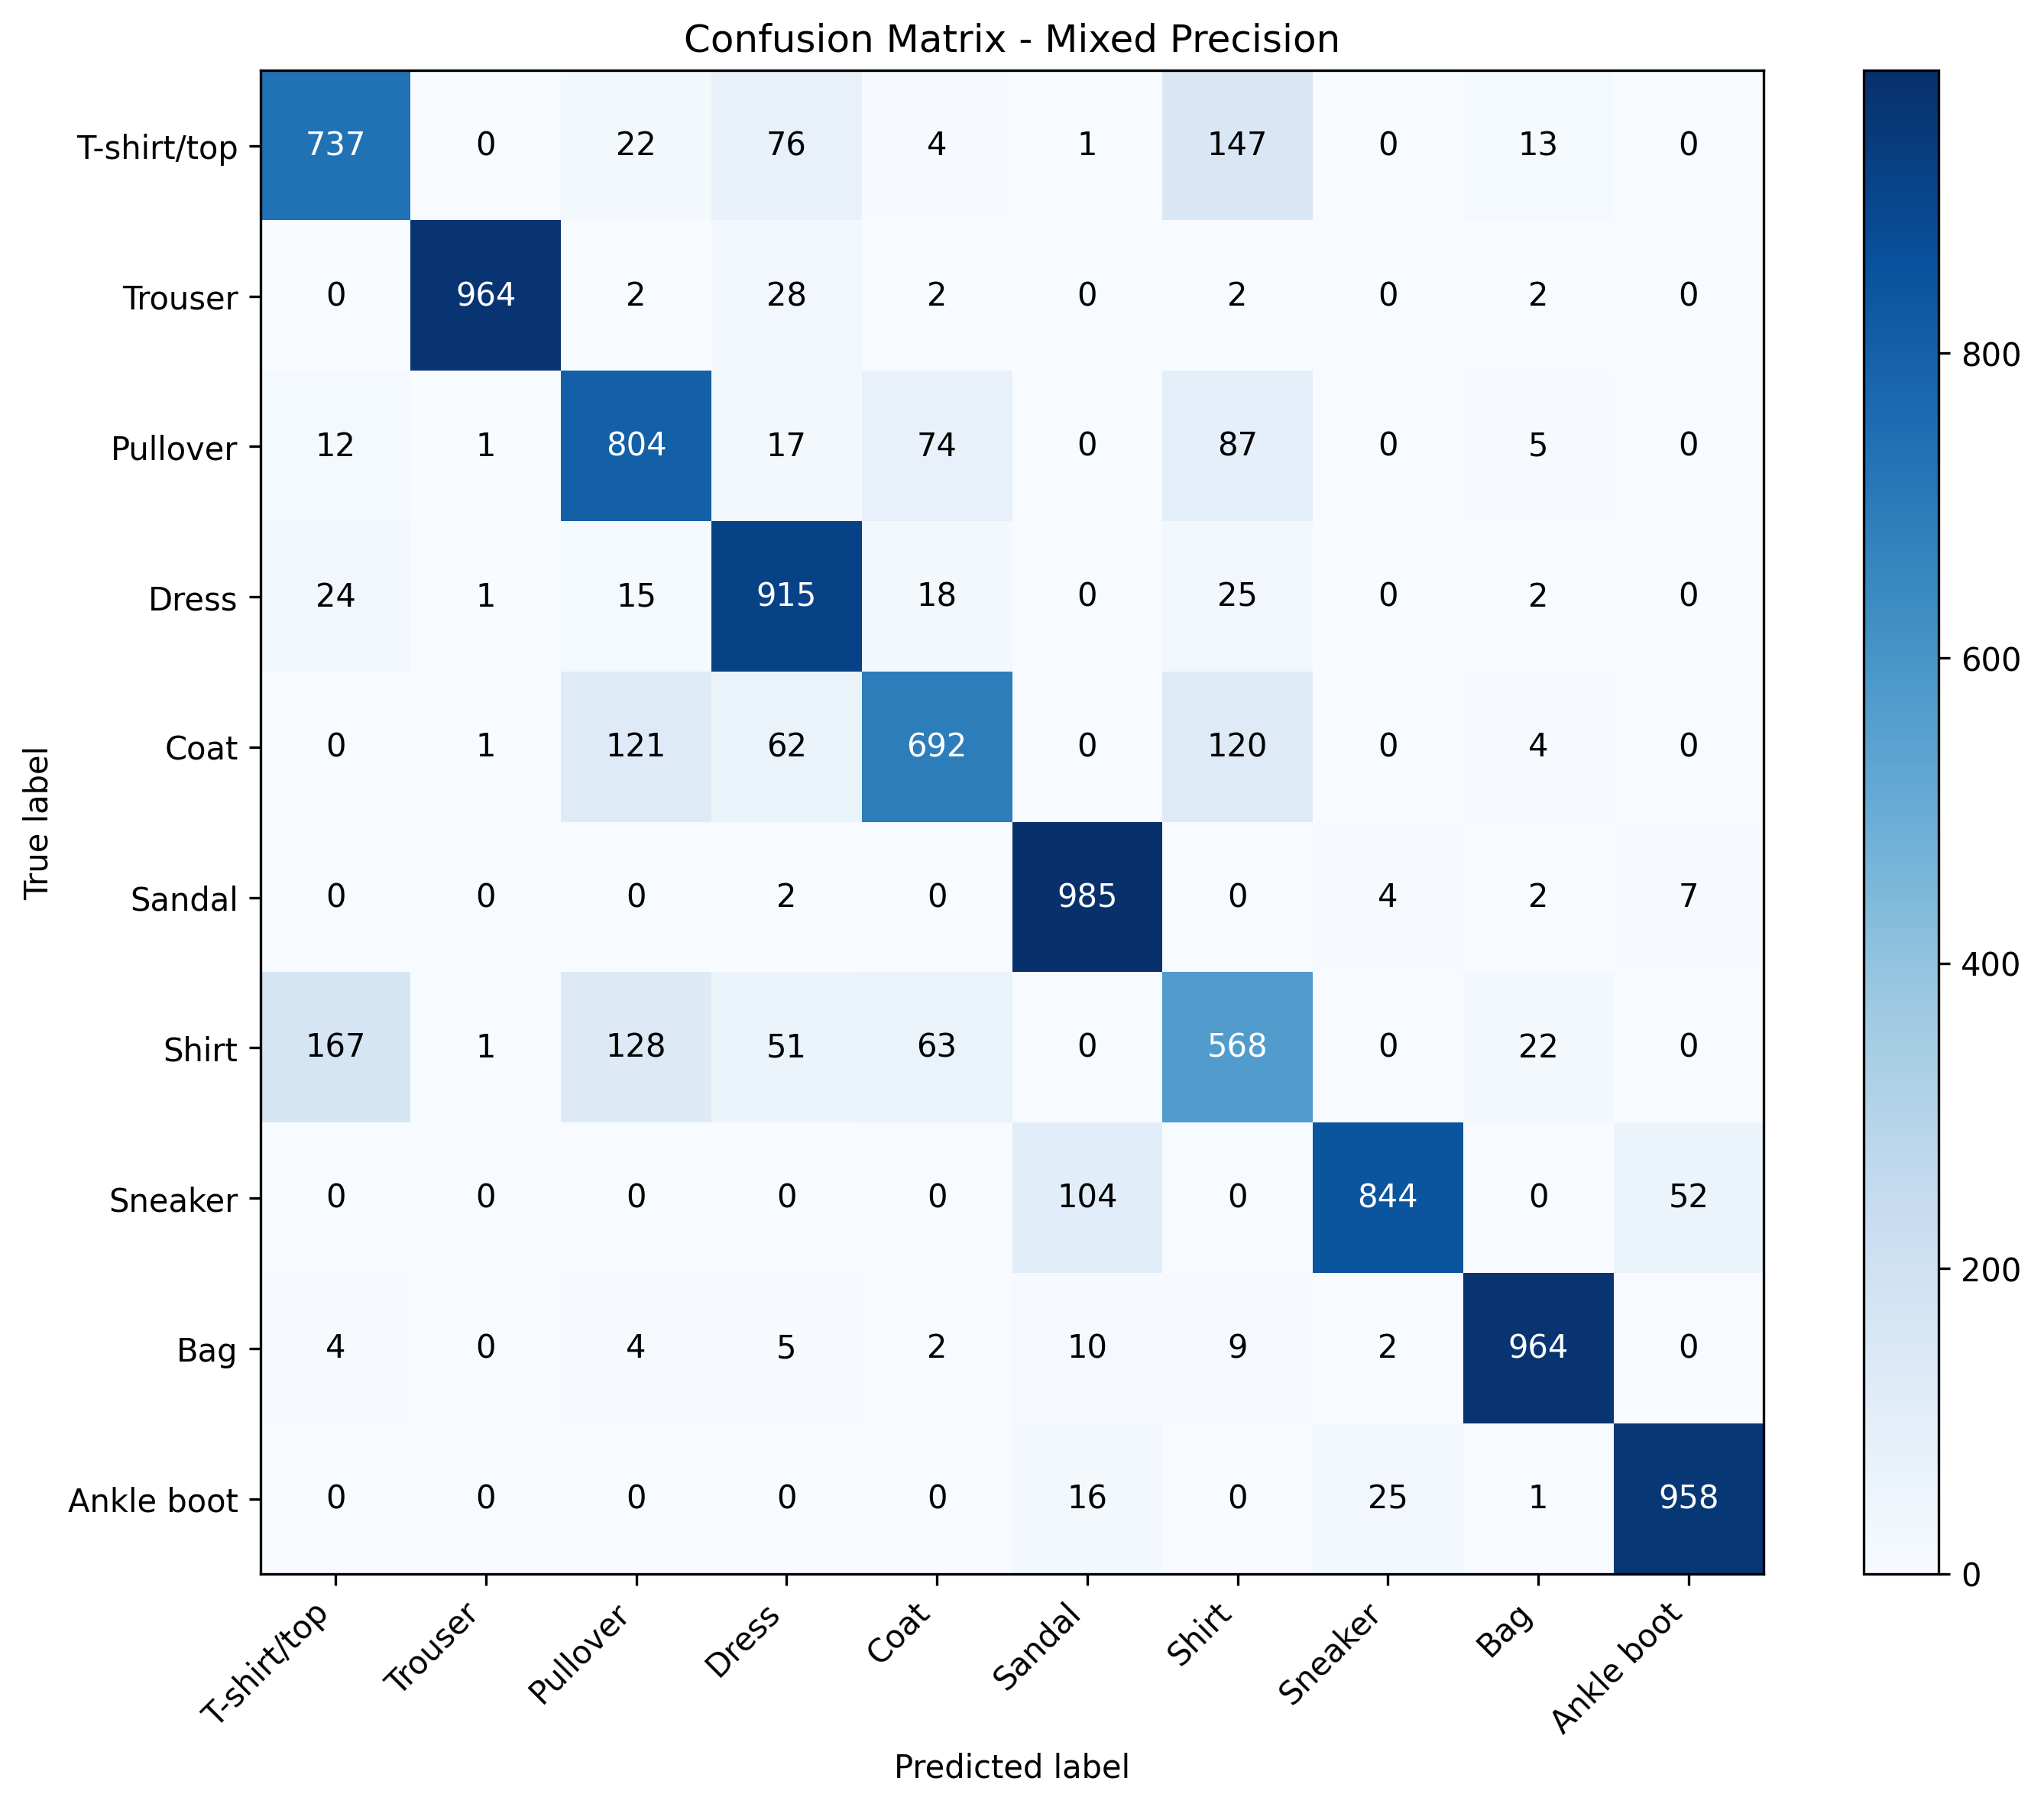 Confusion Matrix - Mixed Precision
T-shirt/top 737 0 22 76 4 1 147 0 13 0
Trouser 0 964 2 28 2 0 2 0 2 0
Pullover 12 1 804 17 74 0 87 0 5 0
Dress 24 1 15 915 18 0 25 0 2 0
Coat 0 1 121 62 692 0 120 0 4 0
Sandal 0 0 0 2 0 985 0 4 2 7
Shirt 167 1 128 51 63 0 568 0 22 0
Sneaker 0 0 0 0 0 104 0 844 0 52
Bag 4 0 4 5 2 10 9 2 964 0
Ankle boot 0 0 0 0 0 16 0 25 1 958
True label
T-shirt/top Trouser Pullover Dress Coat Sandal Shirt Sneaker Bag Ankle boot
Predicted label
800
600
400
200
0